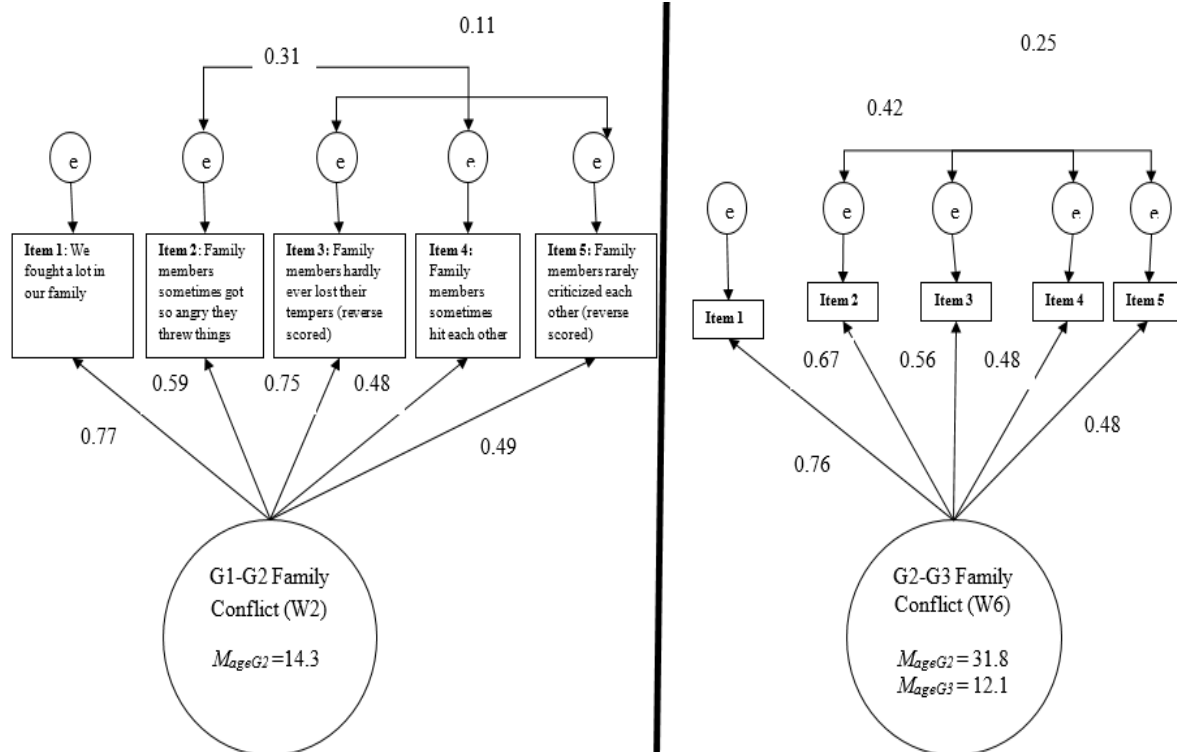 0.11
0.31
e
e
e
e.
e
Item 1: We
fought a lot in
our family
Item 2: Family
members
sometimes got
so angry they
threw things
Item 3: Family
members hardly
ever lost their
tempers (reverse
scored)
Item 4:
Family
members
sometimes
hit each other
Item 5:
Family
members rarely
criticized each
other (reverse
scored)
0.59
0.75
0.48
0.77
0.49
G1-G2 Family
Conflict (W2)
MageG2 =14.3
0.25
0.42
e
e
e
e.
e.
Item 1
Item 2
Item 3
Item 4
Item 5
0.67
0.56
0.48
0.48
0.76
G2-G3 Family
Conflict (W6)
MageG2 = 31.8
MageG3 = 12.1